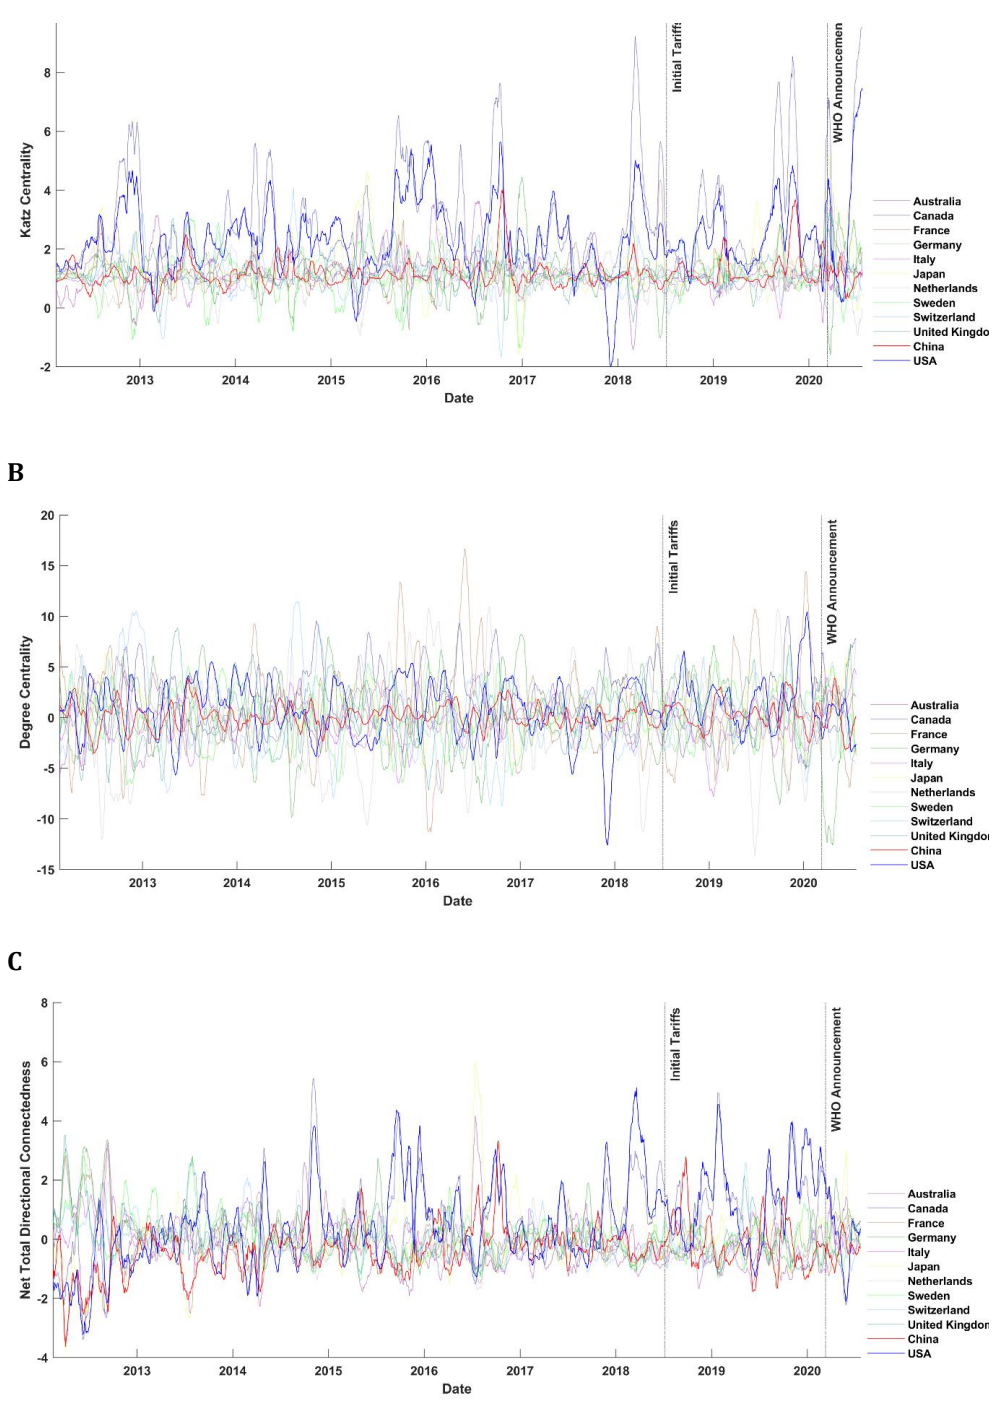 Initial Tariffs
WHO Announcemen
8
6
4
2
0
-2
Katz Centrality
2013 2014 2015 2016 2017 2018 2019 2020
Date
Australia
Canada
France
Germany
Italy
Japan
Netherlands
Sweden
Switzerland
United Kingdo
China
USA
B
Initial Tariffs
WHO Announcement
20
15
10
5
0
-5
-10
-15
Degree Centrality
2013 2014 2015 2016 2017 2018 2019 2020
Date
Australia
Canada
France
Germany
Italy
Japan
Netherlands
Sweden
Switzerland
United Kingdon
China
USA
C
Initial Tariffs
WHO Announcement
8
6
4
2
0
-2
-4
Net Total Directional Connectedness
2013 2014 2015 2016 2017 2018 2019 2020
Date
Australia
Canada
France
Germany
Italy
Japan
Netherlands
Sweden
Switzerland
United Kingdon
China
USA